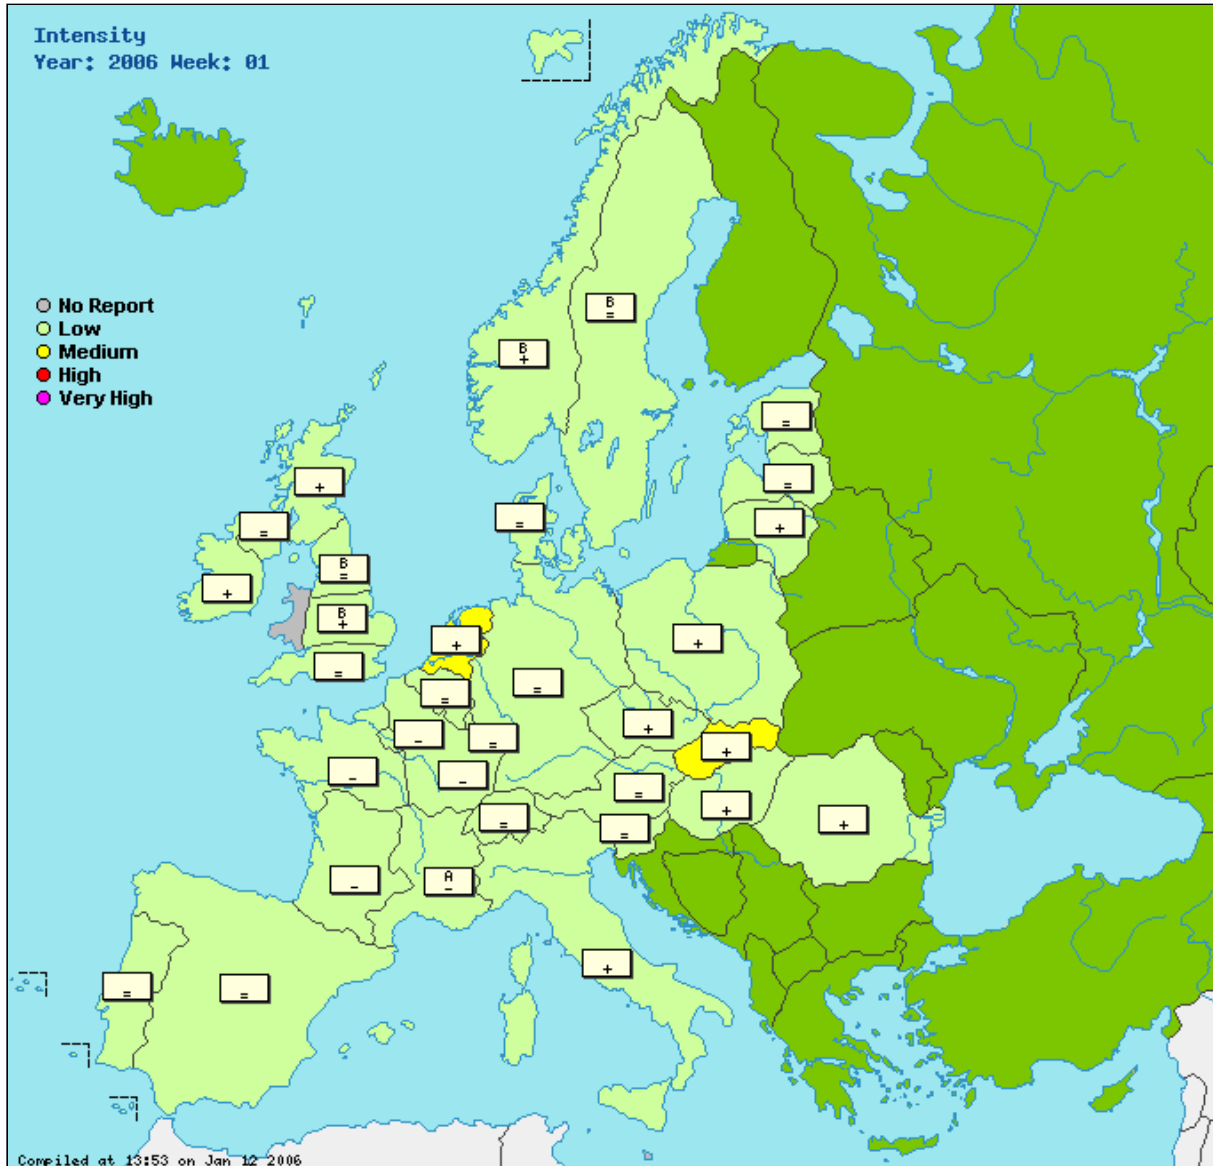 Intensity
Year: 2006 Week: 01
No Report
Low
Medium
High
Very High
B
=
B
+
=
=
+
+
=
=
+
B
=
B
+
=
+
=
+
=
-
=
+
+
-
-
=
+
=
=
+
-
A
-
+
=
=
Compiled at 13:53 on Jan 12 2006